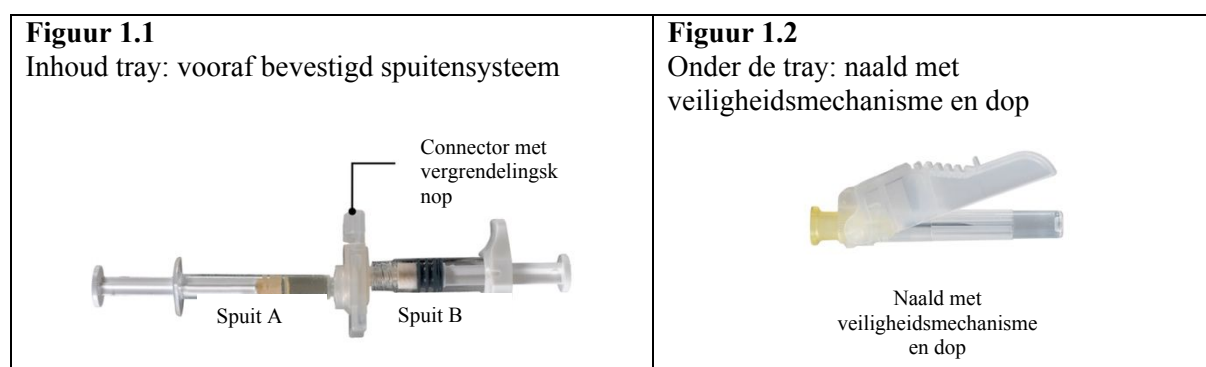 Figuur 1.1
Inhoud tray: vooraf bevestigd spuitensysteem
Connector met
vergrendelingsk
nop
Spuit A
Spuit B
Figuur 1.2
Onder de tray: naald met
veiligheidsmechanisme en dop
Naald met
veiligheidsmechanisme
en dop